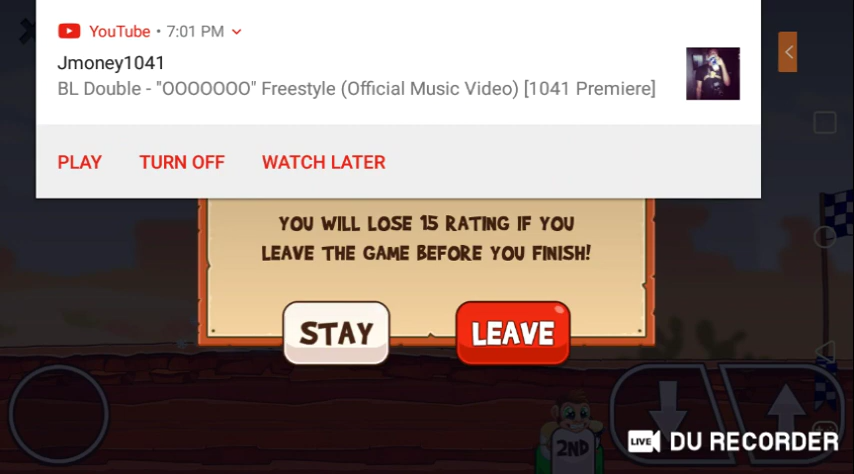 YouTube • 7:01 PM
Jmoney1041
BL Double - "OOOOOOO" Freestyle (Official Music Video) [1041 Premiere]
PLAY TURN OFF WATCH LATER
YOU WILL LOSE 15 RATING IF YOU
LEAVE THE GAME BEFORE YOU FINISH!
STAY LEAVE
2ND
LIVE DU RECORDER